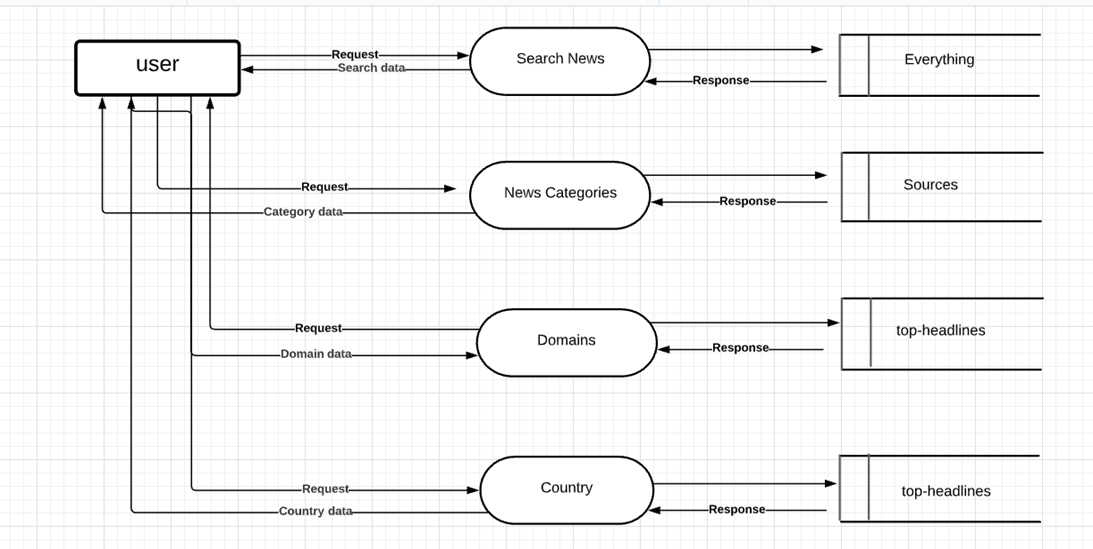 user
Request
Search data
Search News
Response
Everything
Request
Category data
News Categories
Response
Sources
Request
Domain data
Domains
Response
top-headlines
Request
Country data
Country
Response
top-headlines